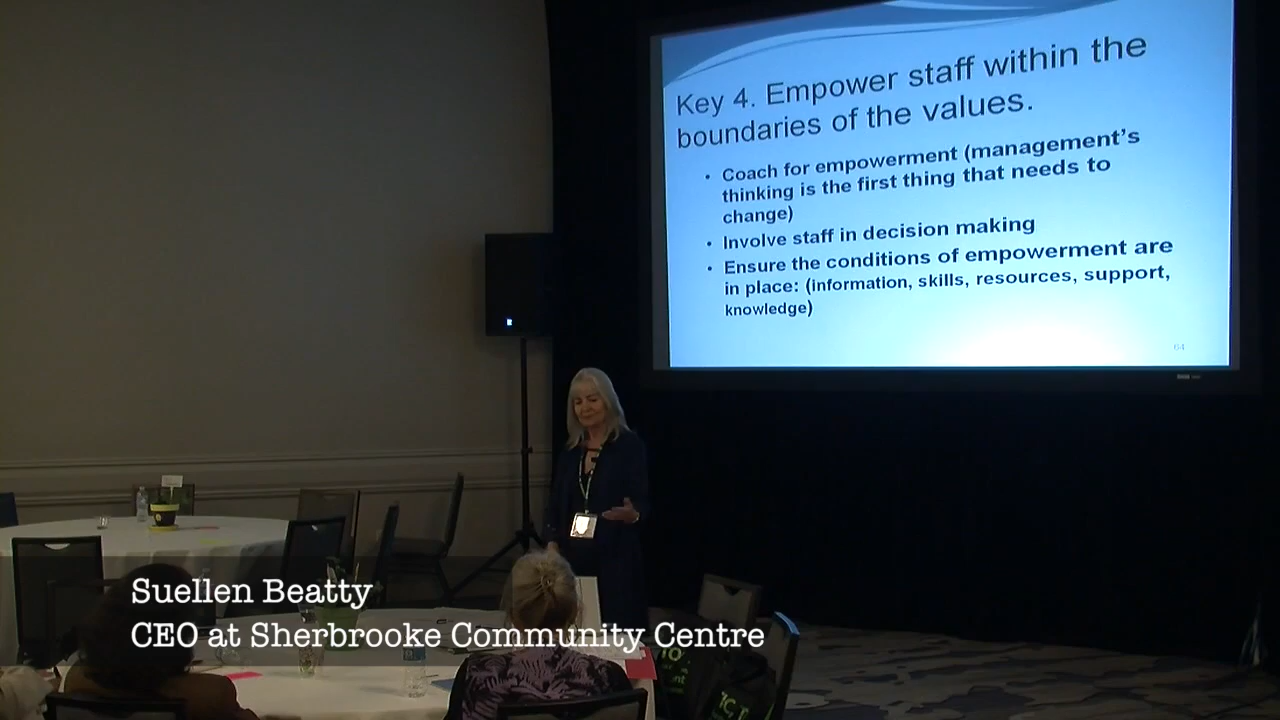 Key 4. Empower staff within the
boundaries of the values.
• Coach for empowerment (management's
thinking is the first thing that needs to
change)
• Involve staff in decision making
• Ensure the conditions of empowerment are
in place: (information, skills, resources, support,
knowledge)
64
Suellen Beatty
CEO at Sherbrooke Community Centre